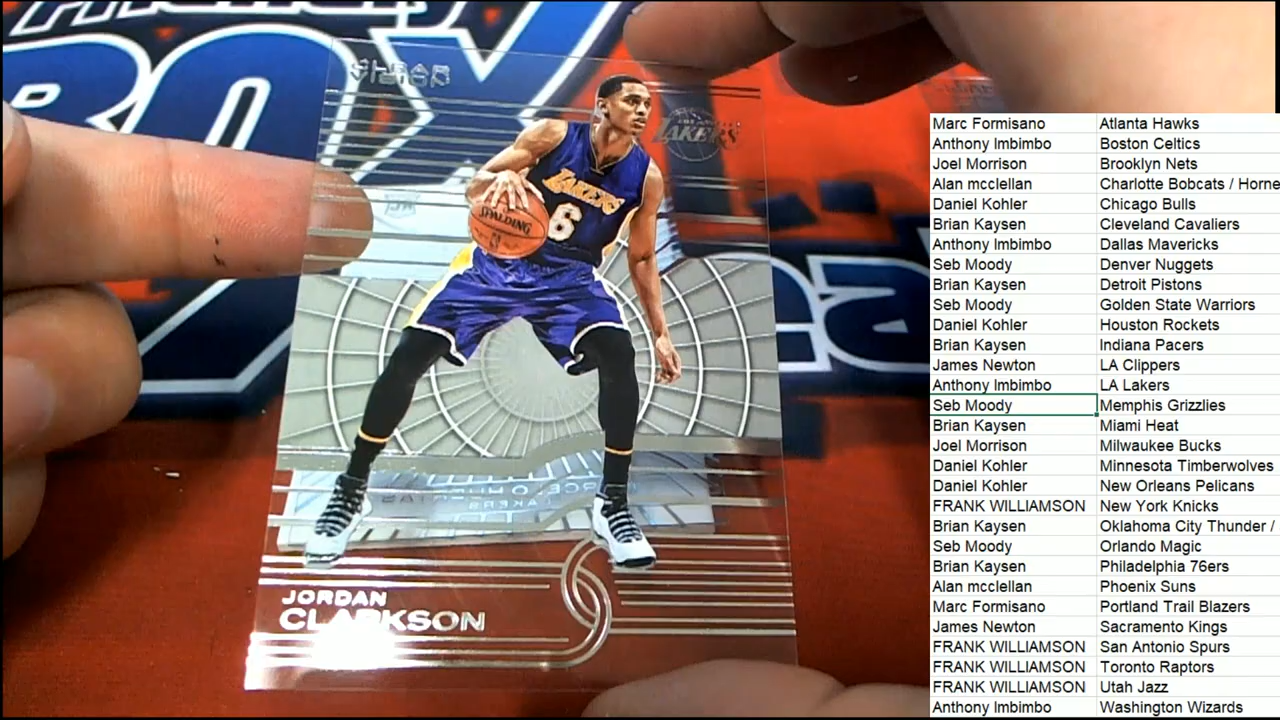 BOX
CLEAR
VISION
LAKERS
LAKERS
6
SPALDING
JORDAN
CLARKSON
Marc Formisano Atlanta Hawks
Anthony Imbimbo Boston Celtics
Joel Morrison Brooklyn Nets
Alan mcclellan Charlotte Bobcats / Horne
Daniel Kohler Chicago Bulls
Brian Kaysen Cleveland Cavaliers
Anthony Imbimbo Dallas Mavericks
Seb Moody Denver Nuggets
Brian Kaysen Detroit Pistons
Seb Moody Golden State Warriors
Daniel Kohler Houston Rockets
Brian Kaysen Indiana Pacers
James Newton LA Clippers
Anthony Imbimbo LA Lakers
Seb Moody Memphis Grizzlies
Brian Kaysen Miami Heat
Joel Morrison Milwaukee Bucks
Daniel Kohler Minnesota Timberwolves
Daniel Kohler New Orleans Pelicans
FRANK WILLIAMSON New York Knicks
Brian Kaysen Oklahoma City Thunder /
Seb Moody Orlando Magic
Brian Kaysen Philadelphia 76ers
Alan mcclellan Phoenix Suns
Marc Formisano Portland Trail Blazers
James Newton Sacramento Kings
FRANK WILLIAMSON San Antonio Spurs
FRANK WILLIAMSON Toronto Raptors
FRANK WILLIAMSON Utah Jazz
Anthony Imbimbo Washington Wizards